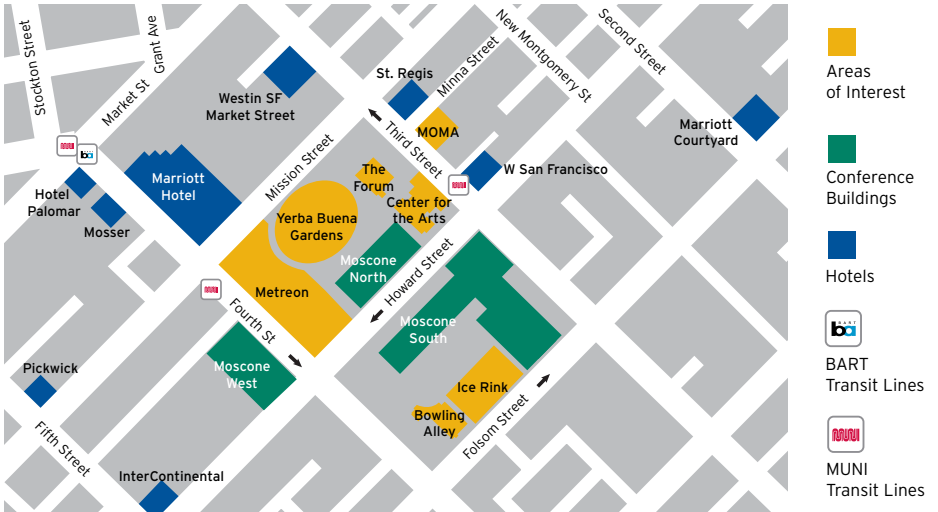 Stockton Street
Grant Ave
Market St
Westin SF
Market Street
St. Regis
Minna Street
New Montgomery St
Second Street
Marriott
Courtyard
MOMA
Third Street
W San Francisco
Mission Street
Marriott
Hotel
Hotel
Palomar
Mosser
The
Forum
Center for
the Arts
Yerba Buena
Gardens
Moscone
North
Howard Street
Metreon
Fourth St
Moscone
South
Moscone
West
Pickwick
Ice Rink
Bowling
Alley
Folsom Street
Fifth Street
InterContinental
Areas
of Interest
Conference
Buildings
Hotels
BART
ba
BART
Transit Lines
MUNI
Transit Lines